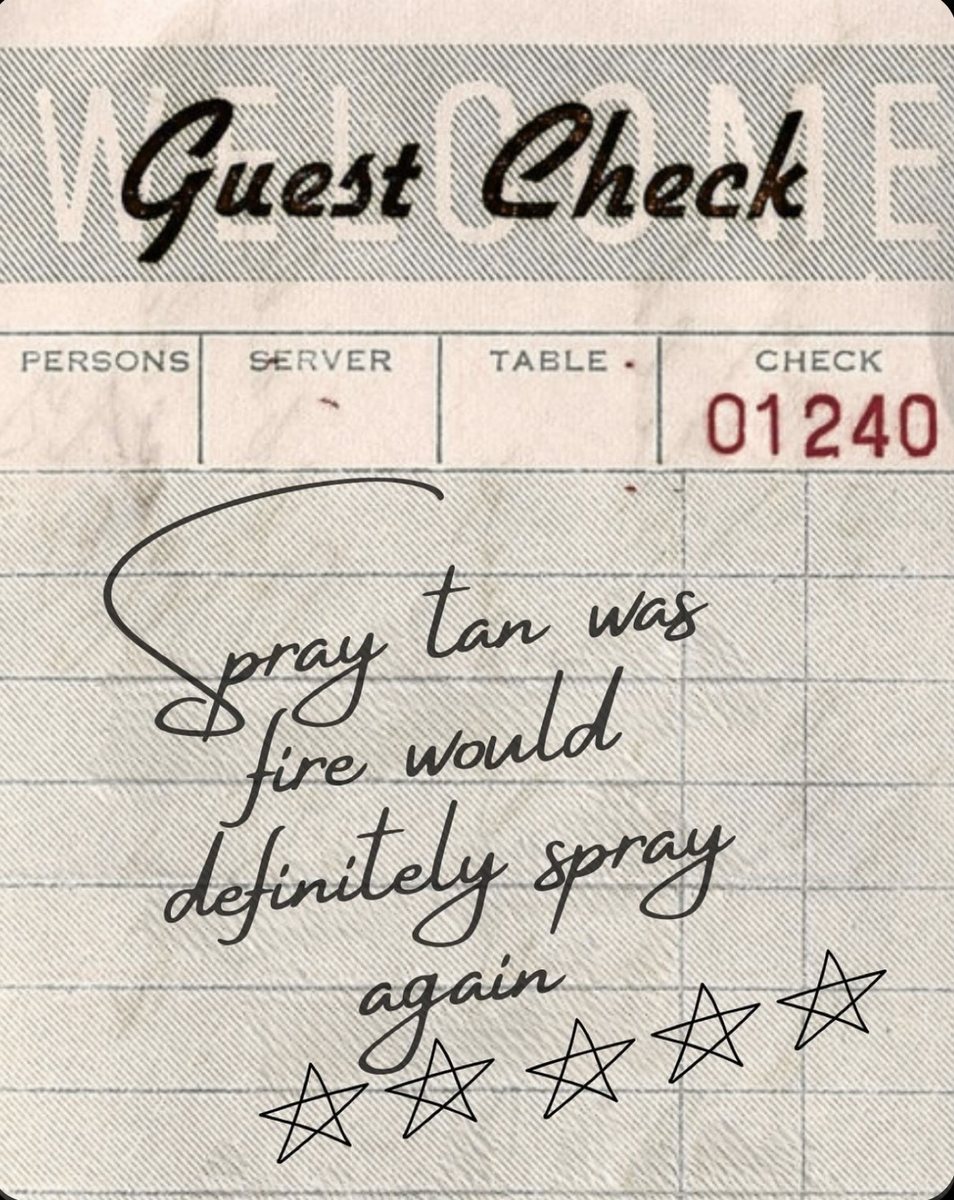 WELCOME
Guest Check
PERSONS SERVER TABLE CHECK
01240
Spray tan was
fire would
definitely spray
again